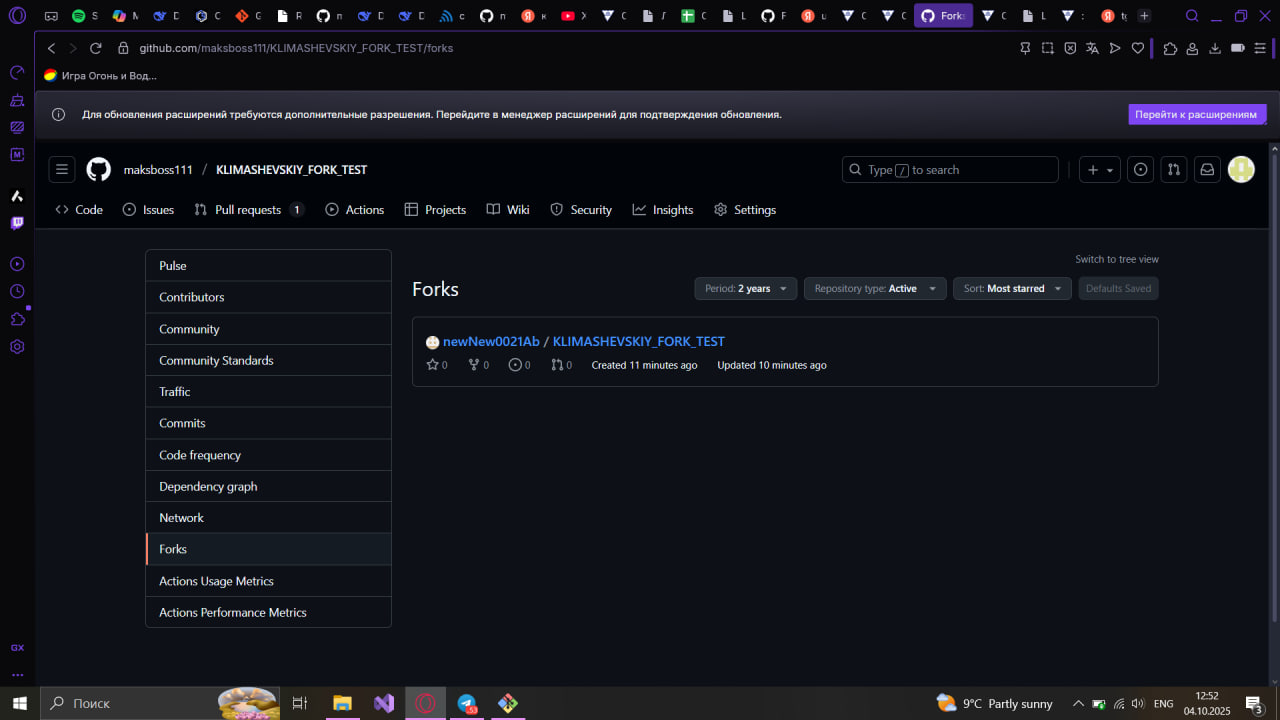 github.com/maksboss111/KLIMASHEVSKIY_FORK_TEST/forks
Игра Огонь и Вод...
Для обновления расширений требуются дополнительные разрешения. Перейдите в менеджер расширений для подтверждения обновления.
Перейти к расширениям
maksboss111 / KLIMASHEVSKIY_FORK_TEST
Type / to search
Code
Issues
Pull requests 1
Actions
Projects
Wiki
Security
Insights
Settings
Pulse
Contributors
Community
Community Standards
Traffic
Commits
Code frequency
Dependency graph
Network
Forks
Actions Usage Metrics
Actions Performance Metrics
Switch to tree view
Forks
Period: 2 years
Repository type: Active
Sort: Most starred
Defaults Saved
newNew0021Ab / KLIMASHEVSKIY_FORK_TEST
0 0 0 0 Created 11 minutes ago Updated 10 minutes ago
GX
Поиск
53
9°C Partly sunny
ENG
12:52
04.10.2025
3